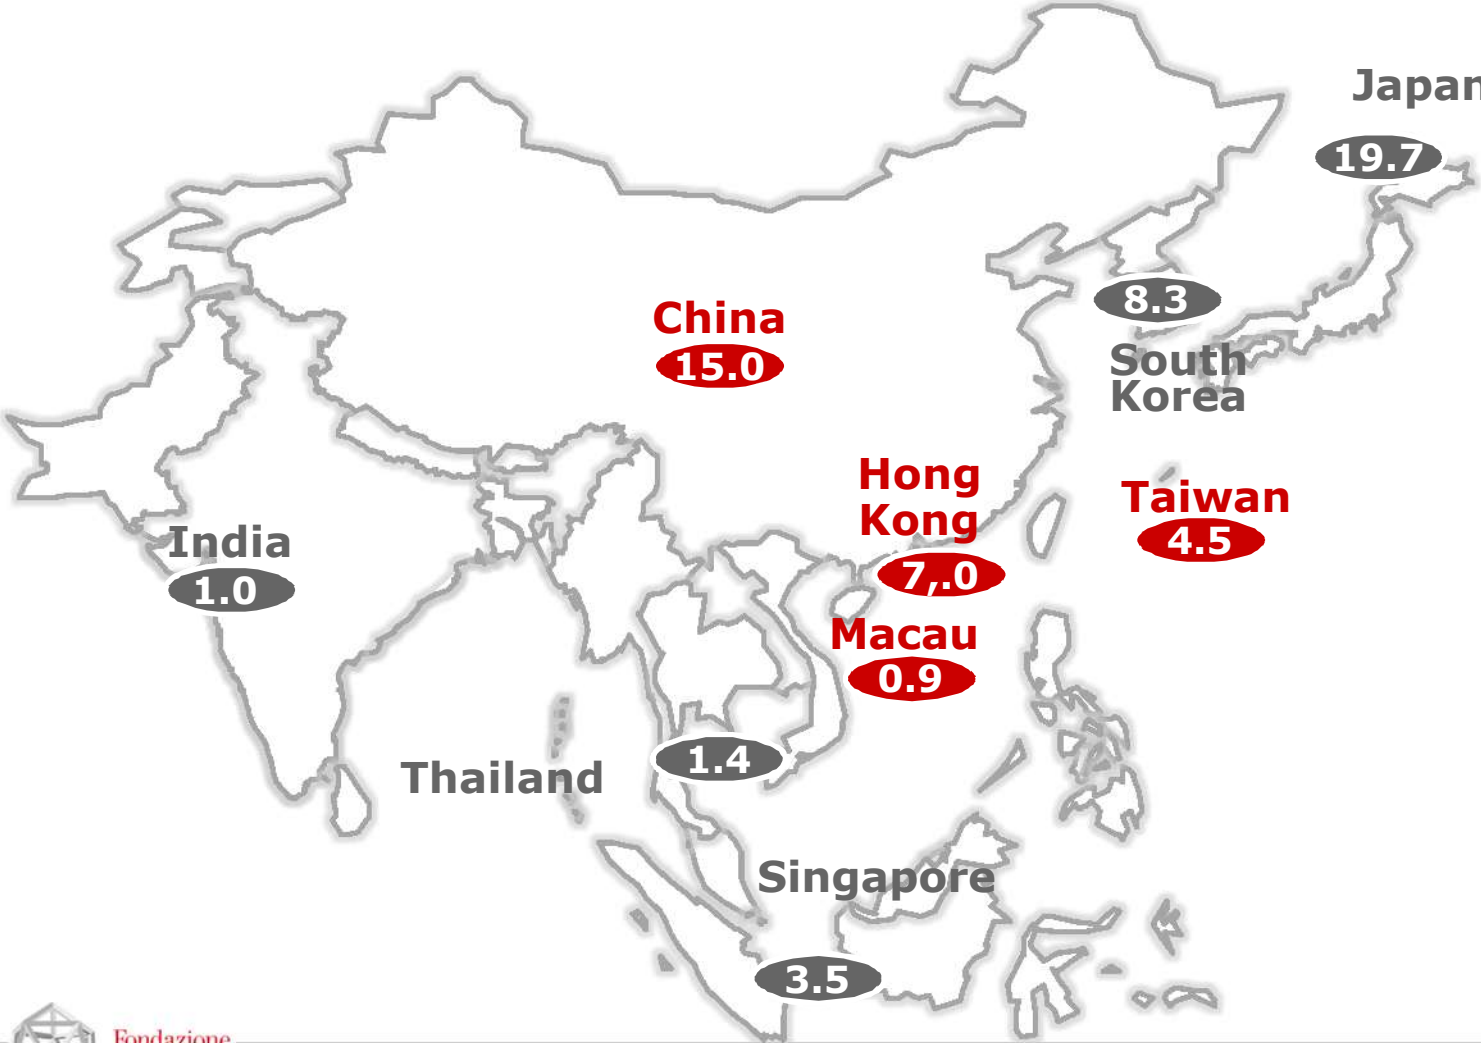 Japan
19.7
8.3
South
Korea
China
15.0
Hong
Kong
7,.0
Taiwan
4.5
India
1.0
Macau
0.9
Thailand
1.4
Singapore
3.5
Fondazione